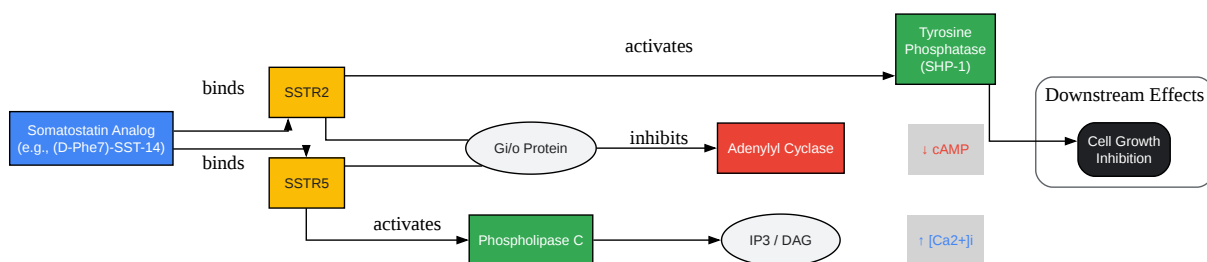 activates
Tyrosine
Phosphatase
(SHP-1)
binds
SSTR2
Downstream Effects
Somatostatin Analog
(e.g., (D-Phe7)-SST-14)
Gi/o Protein
inhibits
Adenylyl Cyclase
↓ cAMP
Cell Growth
Inhibition
binds
SSTR5
activates
Phospholipase C
IP3 / DAG
↑ [Ca2+]i